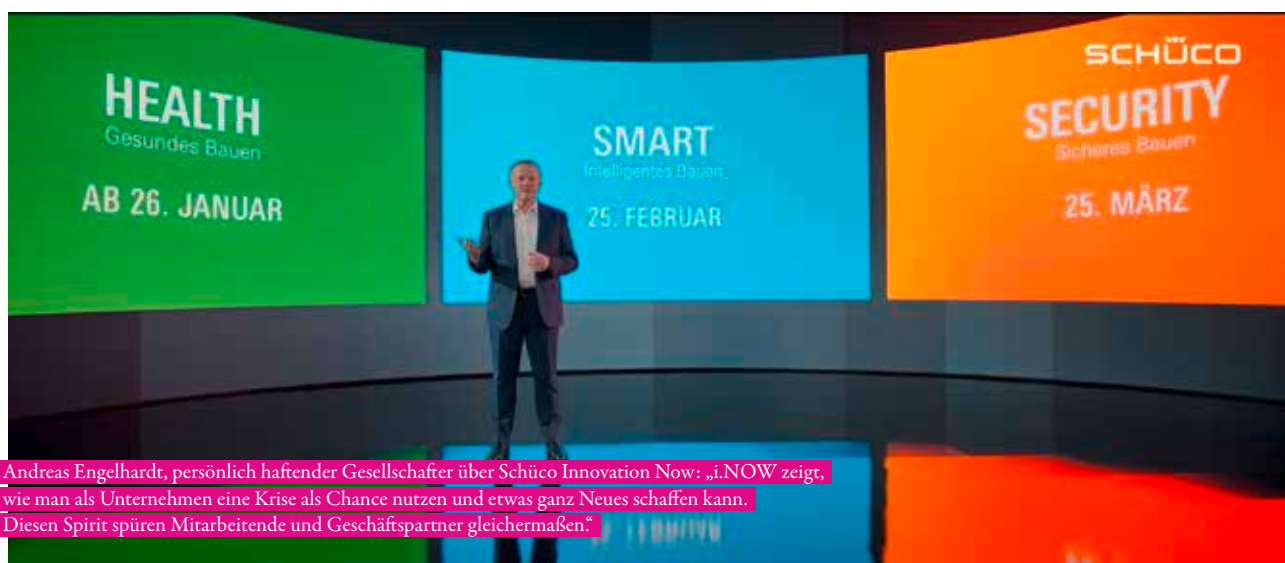 HEALTH
Gesundes Bauen
AB 26. JANUAR
SMART
Intelligentes Bauen
25. FEBRUAR
SCHÜCO
SECURITY
Sicheres Bauen
25. MÄRZ
Andreas Engelhardt, persönlich haftender Gesellschafter über Schüco Innovation Now: „i.NOW zeigt,
wie man als Unternehmen eine Krise als Chance nutzen und etwas ganz Neues schaffen kann.
Diesen Spirit spüren Mitarbeitende und Geschäftspartner gleichermaßen.“